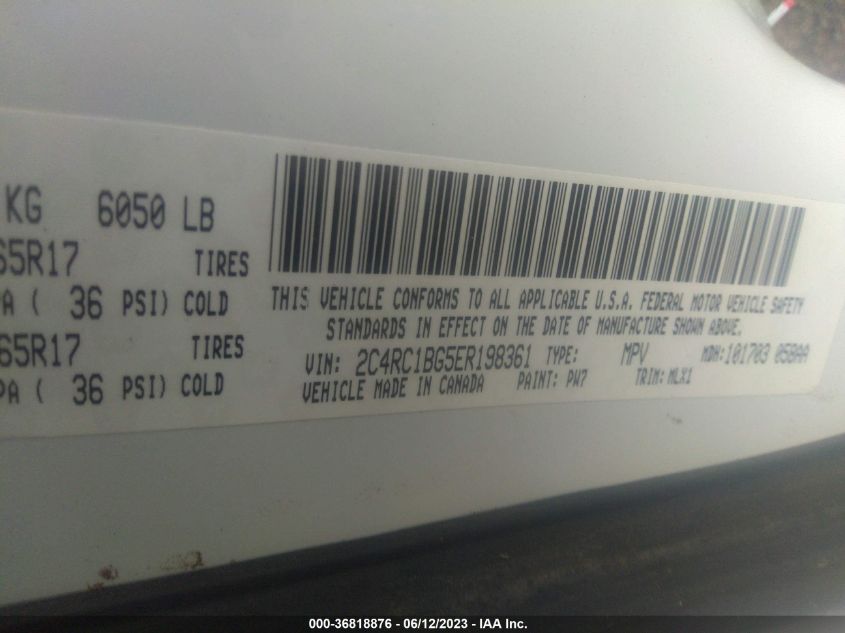 KG 6050 LB
65R17 TIRES
PA ( 36 PSI) COLD
65R17 TIRES
PA ( 36 PSI) COLD
THIS VEHICLE CONFORMS TO ALL APPLICABLE U.S.A. FEDERAL MOTOR VEHICLE SAFETY
STANDARDS IN EFFECT ON THE DATE OF MANUFACTURE SHOWN ABOVE.
VIN: 2C4RC1BG5ER198361 TYPE: MPV MDH:101703 058AA
VEHICLE MADE IN CANADA PAINT: PW7 TRIM: MLX1
000-36818876 - 06/12/2023 - IAA Inc.